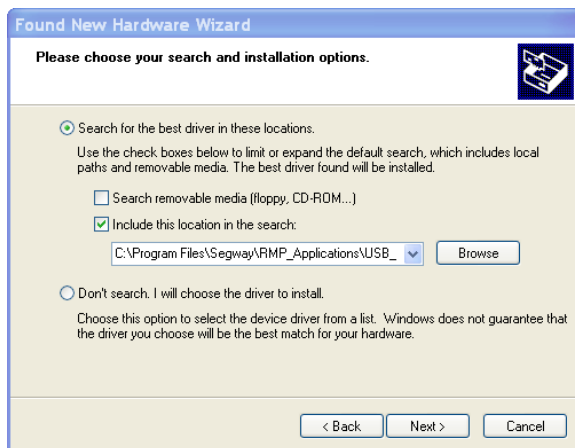 Found New Hardware Wizard
Please choose your search and installation options.
Search for the best driver in these locations.
Use the check boxes below to limit or expand the default search, which includes local
paths and removable media. The best driver found will be installed.
Search removable media (floppy, CD-ROM...)
Include this location in the search:
C:\Program Files\Segway\RMP_Applications\USB_
Browse
Don't search. I will choose the driver to install.
Choose this option to select the device driver from a list. Windows does not guarantee that
the driver you choose will be the best match for your hardware.
< Back Next > Cancel